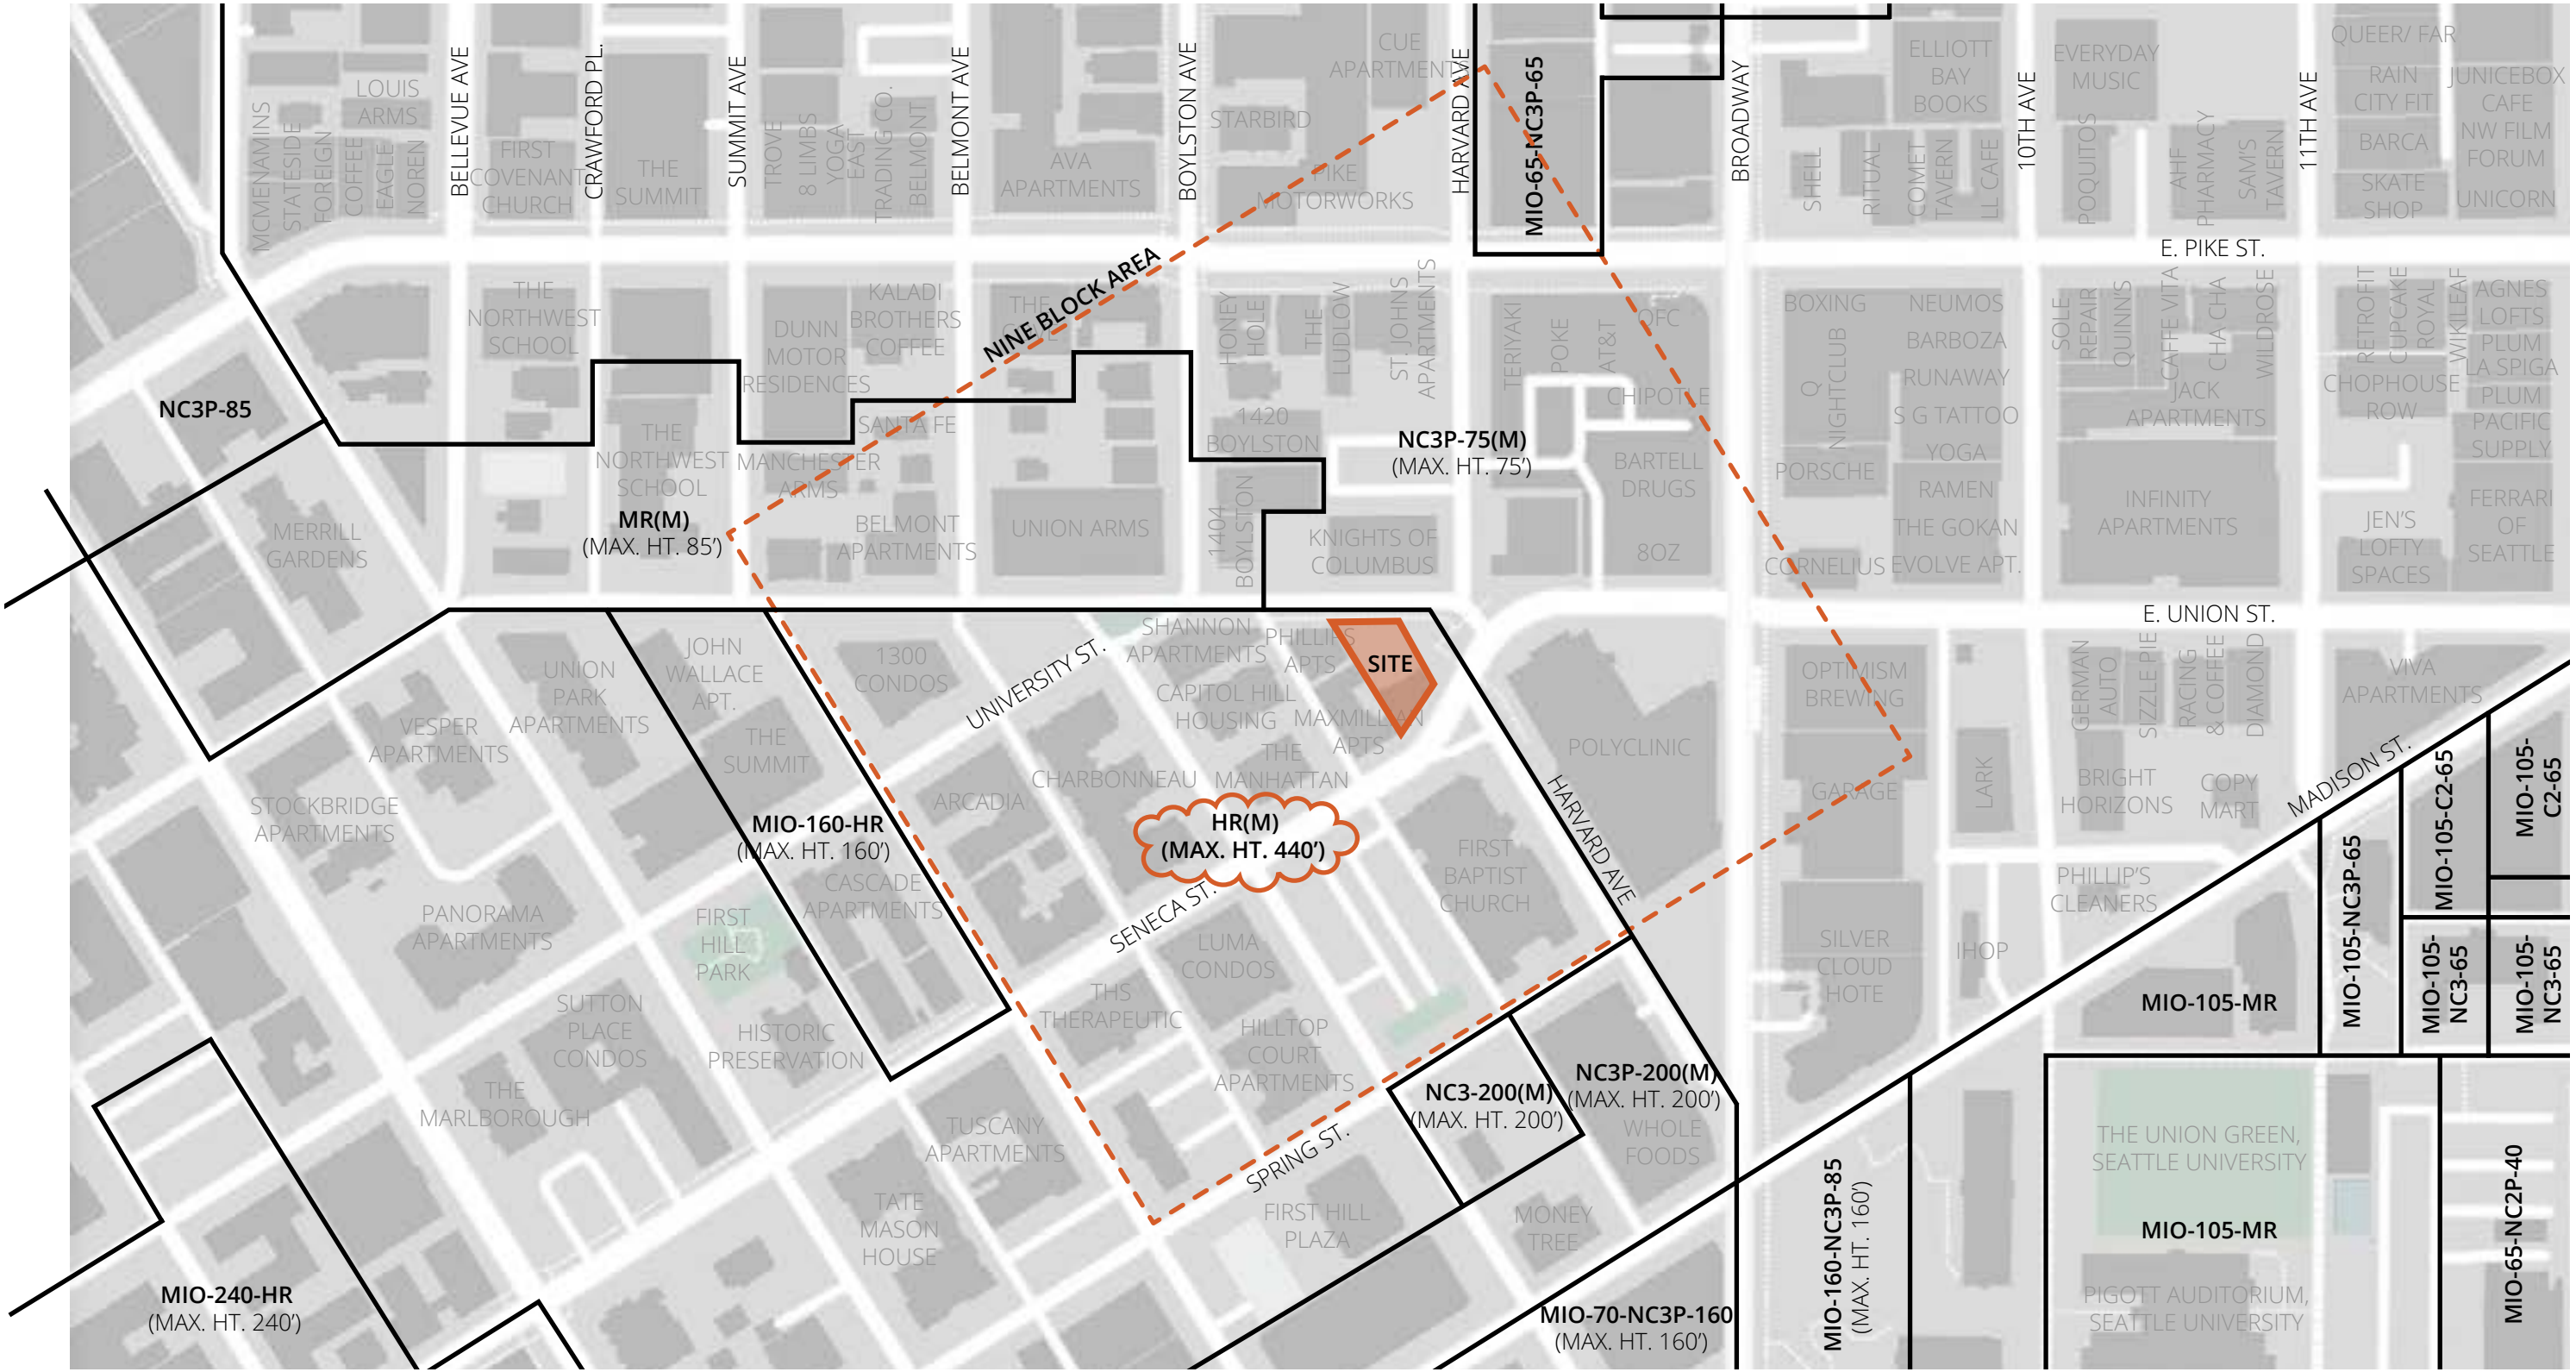 LOUIS
ARMS
MCMENAMINS
STATESIDE
FOREIGN
COFFEE
EAGLE
NOREN
BELLEVUE AVE
FIRST
COVENANT
CHURCH
CRAWFORD PL.
THE
SUMMIT
SUMMIT AVE
TROVE
8 LIMBS
YOGA
EAST
TRADING CO.
BELMONT
BELMONT AVE
AVA
APARTMENTS
BOYLSTON AVE
STARBIRD
CUE
APARTMENTS
PIKE
MOTORWORKS
HARVARD AVE
MIO-65-NC3P-65
BROADWAY
SHELL
RITUAL
COMET
TAVERN
LL CAFE
ELLIOTT
BAY
BOOKS
10TH AVE
EVERYDAY
MUSIC
POQUITOS
AHF
PHARMACY
SAM'S
TAVERN
11TH AVE
QUEER/ FAR
RAIN
CITY FIT
BARCA
SKATE
SHOP
JUNICEBOX
CAFE
NW FILM
FORUM
UNICORN
E. PIKE ST.
THE
NORTHWEST
SCHOOL
DUNN
MOTOR
RESIDENCES
KALADI
BROTHERS
COFFEE
THE
NINE BLOCK AREA
HONEY
HOLE
THE
LUDLOW
ST. JOHNS
APARTMENTS
TERIYAKI
POKE
AT&T
QFC
CHIPOTLE
BOXING
Q
NIGHTCLUB
PORSCHE
NEUMOS
BARBOZA
RUNAWAY
S G TATTOO
YOGA
RAMEN
THE GOKAN
EVOLVE APT.
CORNELIUS
SOLE
REPAIR
QUINNS
CAFFE VITA
CHA CHA
WILDROSE
JACK
APARTMENTS
RETROFIT
CUPCAKE
ROYAL
WIKILEAF
CHOPHOUSE
ROW
AGNES
LOFTS
PLUM
LA SPIGA
PLUM
PACIFIC
SUPPLY
NC3P-85
MERRILL
GARDENS
THE
NORTHWEST
SCHOOL
MR(M)
(MAX. HT. 85')
MANCHESTER
ARMS
SANTA FE
BELMONT
APARTMENTS
UNION ARMS
1420
BOYLSTON
1404
BOYLSTON
NC3P-75(M)
(MAX. HT. 75')
KNIGHTS OF
COLUMBUS
BARTELL
DRUGS
8OZ
INFINITY
APARTMENTS
JEN'S
LOFTY
SPACES
FERRARI
OF
SEATTLE
E. UNION ST.
JOHN
WALLACE
APT.
UNION
PARK
APARTMENTS
VESPER
APARTMENTS
THE
SUMMIT
1300
CONDOS
UNIVERSITY ST.
SHANNON
APARTMENTS
PHILLIPS
APTS
SITE
CAPITOL HILL
HOUSING
MAXMILLIAN
APTS
THE
MANHATTAN
CHARBONNEAU
ARCADIA
POLYCLINIC
OPTIMISM
BREWING
GARAGE
LARK
GERMAN
AUTO
SIZZLE PIE
RACING
& COFFEE
DIAMOND
VIVA
APARTMENTS
BRIGHT
HORIZONS
COPY
MART
MADISON ST.
STOCKBRIDGE
APARTMENTS
MIO-160-HR
(MAX. HT. 160')
HR(M)
(MAX. HT. 440')
FIRST
BAPTIST
CHURCH
HARVARD AVE
CASCADE
APARTMENTS
SENECA ST.
PANORAMA
APARTMENTS
FIRST
HILL
PARK
LUMA
CONDOS
SILVER
CLOUD
HOTE
IHOP
PHILLIP'S
CLEANERS
MIO-105-MR
MIO-105-NC3P-65
MIO-105-C2-65
MIO-105-
C2-65
MIO-105-
NC3-65
MIO-105-
NC3-65
SUTTON
PLACE
CONDOS
HISTORIC
PRESERVATION
THS
THERAPEUTIC
HILLTOP
COURT
APARTMENTS
THE
MARLBOROUGH
TUSCANY
APARTMENTS
NC3-200(M)
(MAX. HT. 200')
NC3P-200(M)
(MAX. HT. 200')
WHOLE
FOODS
SPRING ST.
TATE
MASON
HOUSE
FIRST HILL
PLAZA
MONEY
TREE
MIO-240-HR
(MAX. HT. 240')
MIO-70-NC3P-160
(MAX. HT. 160')
MIO-160-NC3P-85
(MAX. HT. 160')
THE UNION GREEN,
SEATTLE UNIVERSITY
MIO-105-MR
PIGOTT AUDITORIUM,
SEATTLE UNIVERSITY
MIO-65-NC2P-40